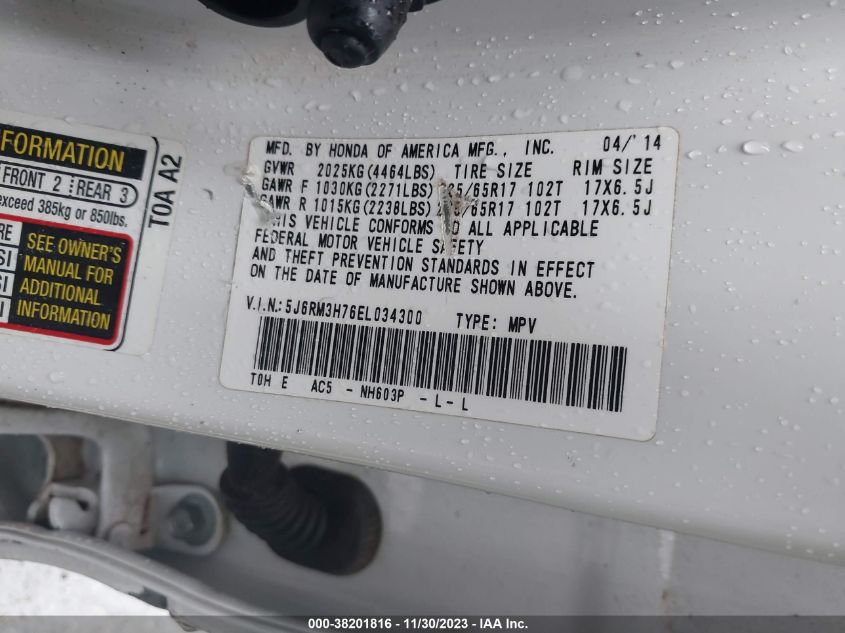 FORMATION
FRONT 2 REAR 3
exceed 385kg or 850lbs.
SEE OWNER'S
MANUAL FOR
ADDITIONAL
INFORMATION
T0A A2
MFD. BY HONDA OF AMERICA MFG., INC. 04/'14
GVWR 2025KG(4464LBS) TIRE SIZE RIM SIZE
GAWR F 1030KG(2271LBS) /65R17 102T 17X6.5J
GAWR R 1015KG(2238LBS) /65R17 102T 17X6.5J
THIS VEHICLE CONFORMS TO ALL APPLICABLE
FEDERAL MOTOR VEHICLE SAFETY
AND THEFT PREVENTION STANDARDS IN EFFECT
ON THE DATE OF MANUFACTURE SHOWN ABOVE.
V.I.N.: 5J6RM3H76EL034300 TYPE: MPV
T0H E AC5 - NH603P - L- L
000-38201816 - 11/30/2023 - IAA Inc.